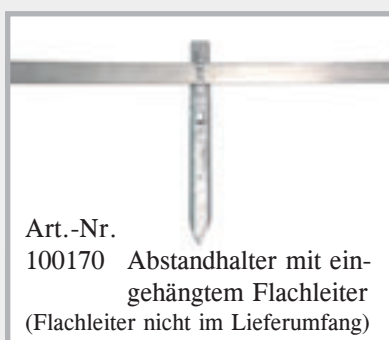 Art.-Nr.
100170 Abstandhalter mit ein-
gehängtem Flachleiter
(Flachleiter nicht im Lieferumfang)